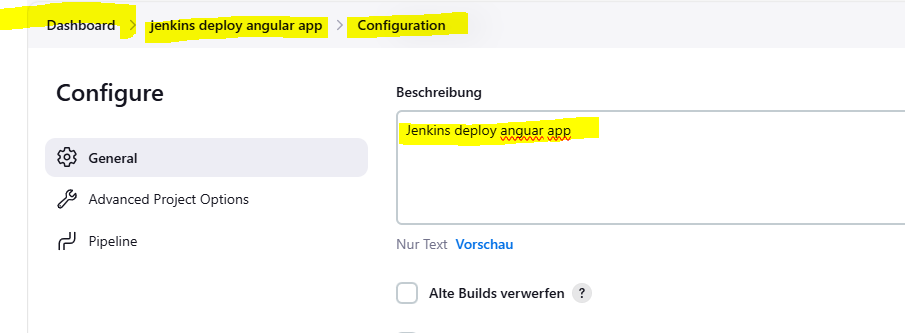 Dashboard > jenkins deploy angular app > Configuration
Configure
General
Advanced Project Options
Pipeline
Beschreibung
Jenkins deploy anguar app
Nur Text Vorschau
Alte Builds verwerfen ?